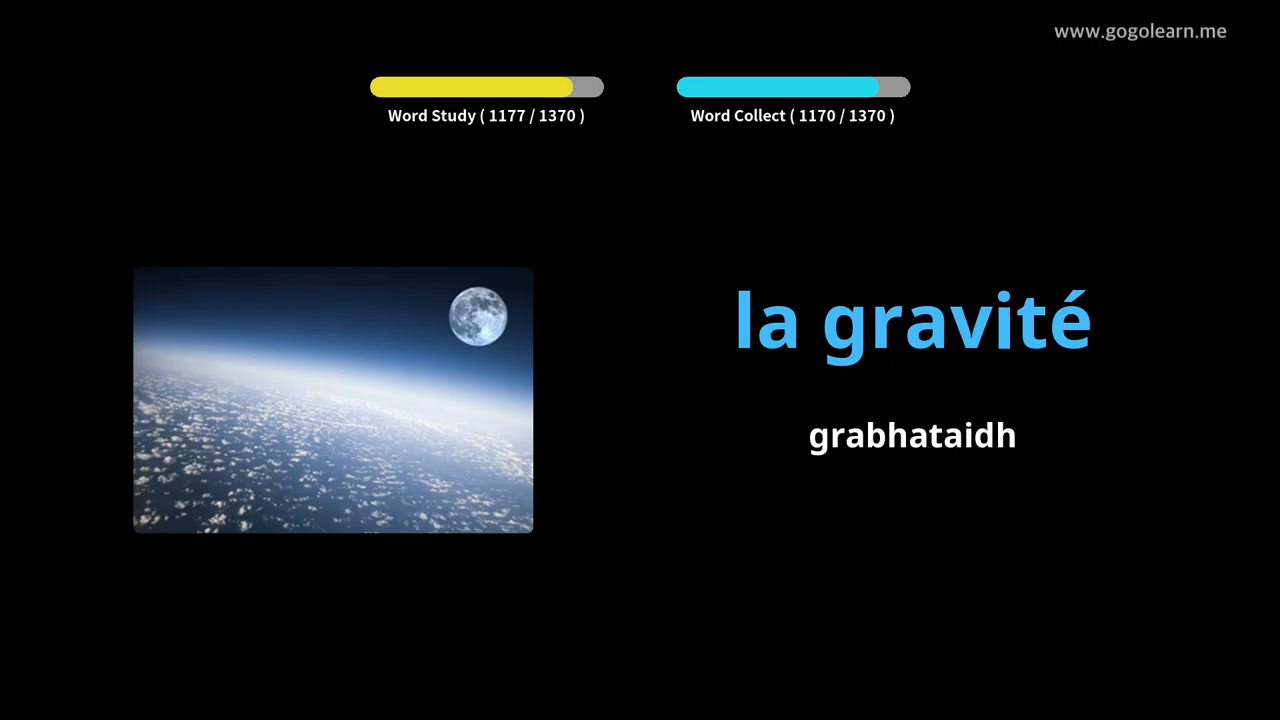 www.gogolearn.me
Word Study ( 1177 / 1370 )
Word Collect ( 1170 / 1370 )
la gravité
grabhataidh